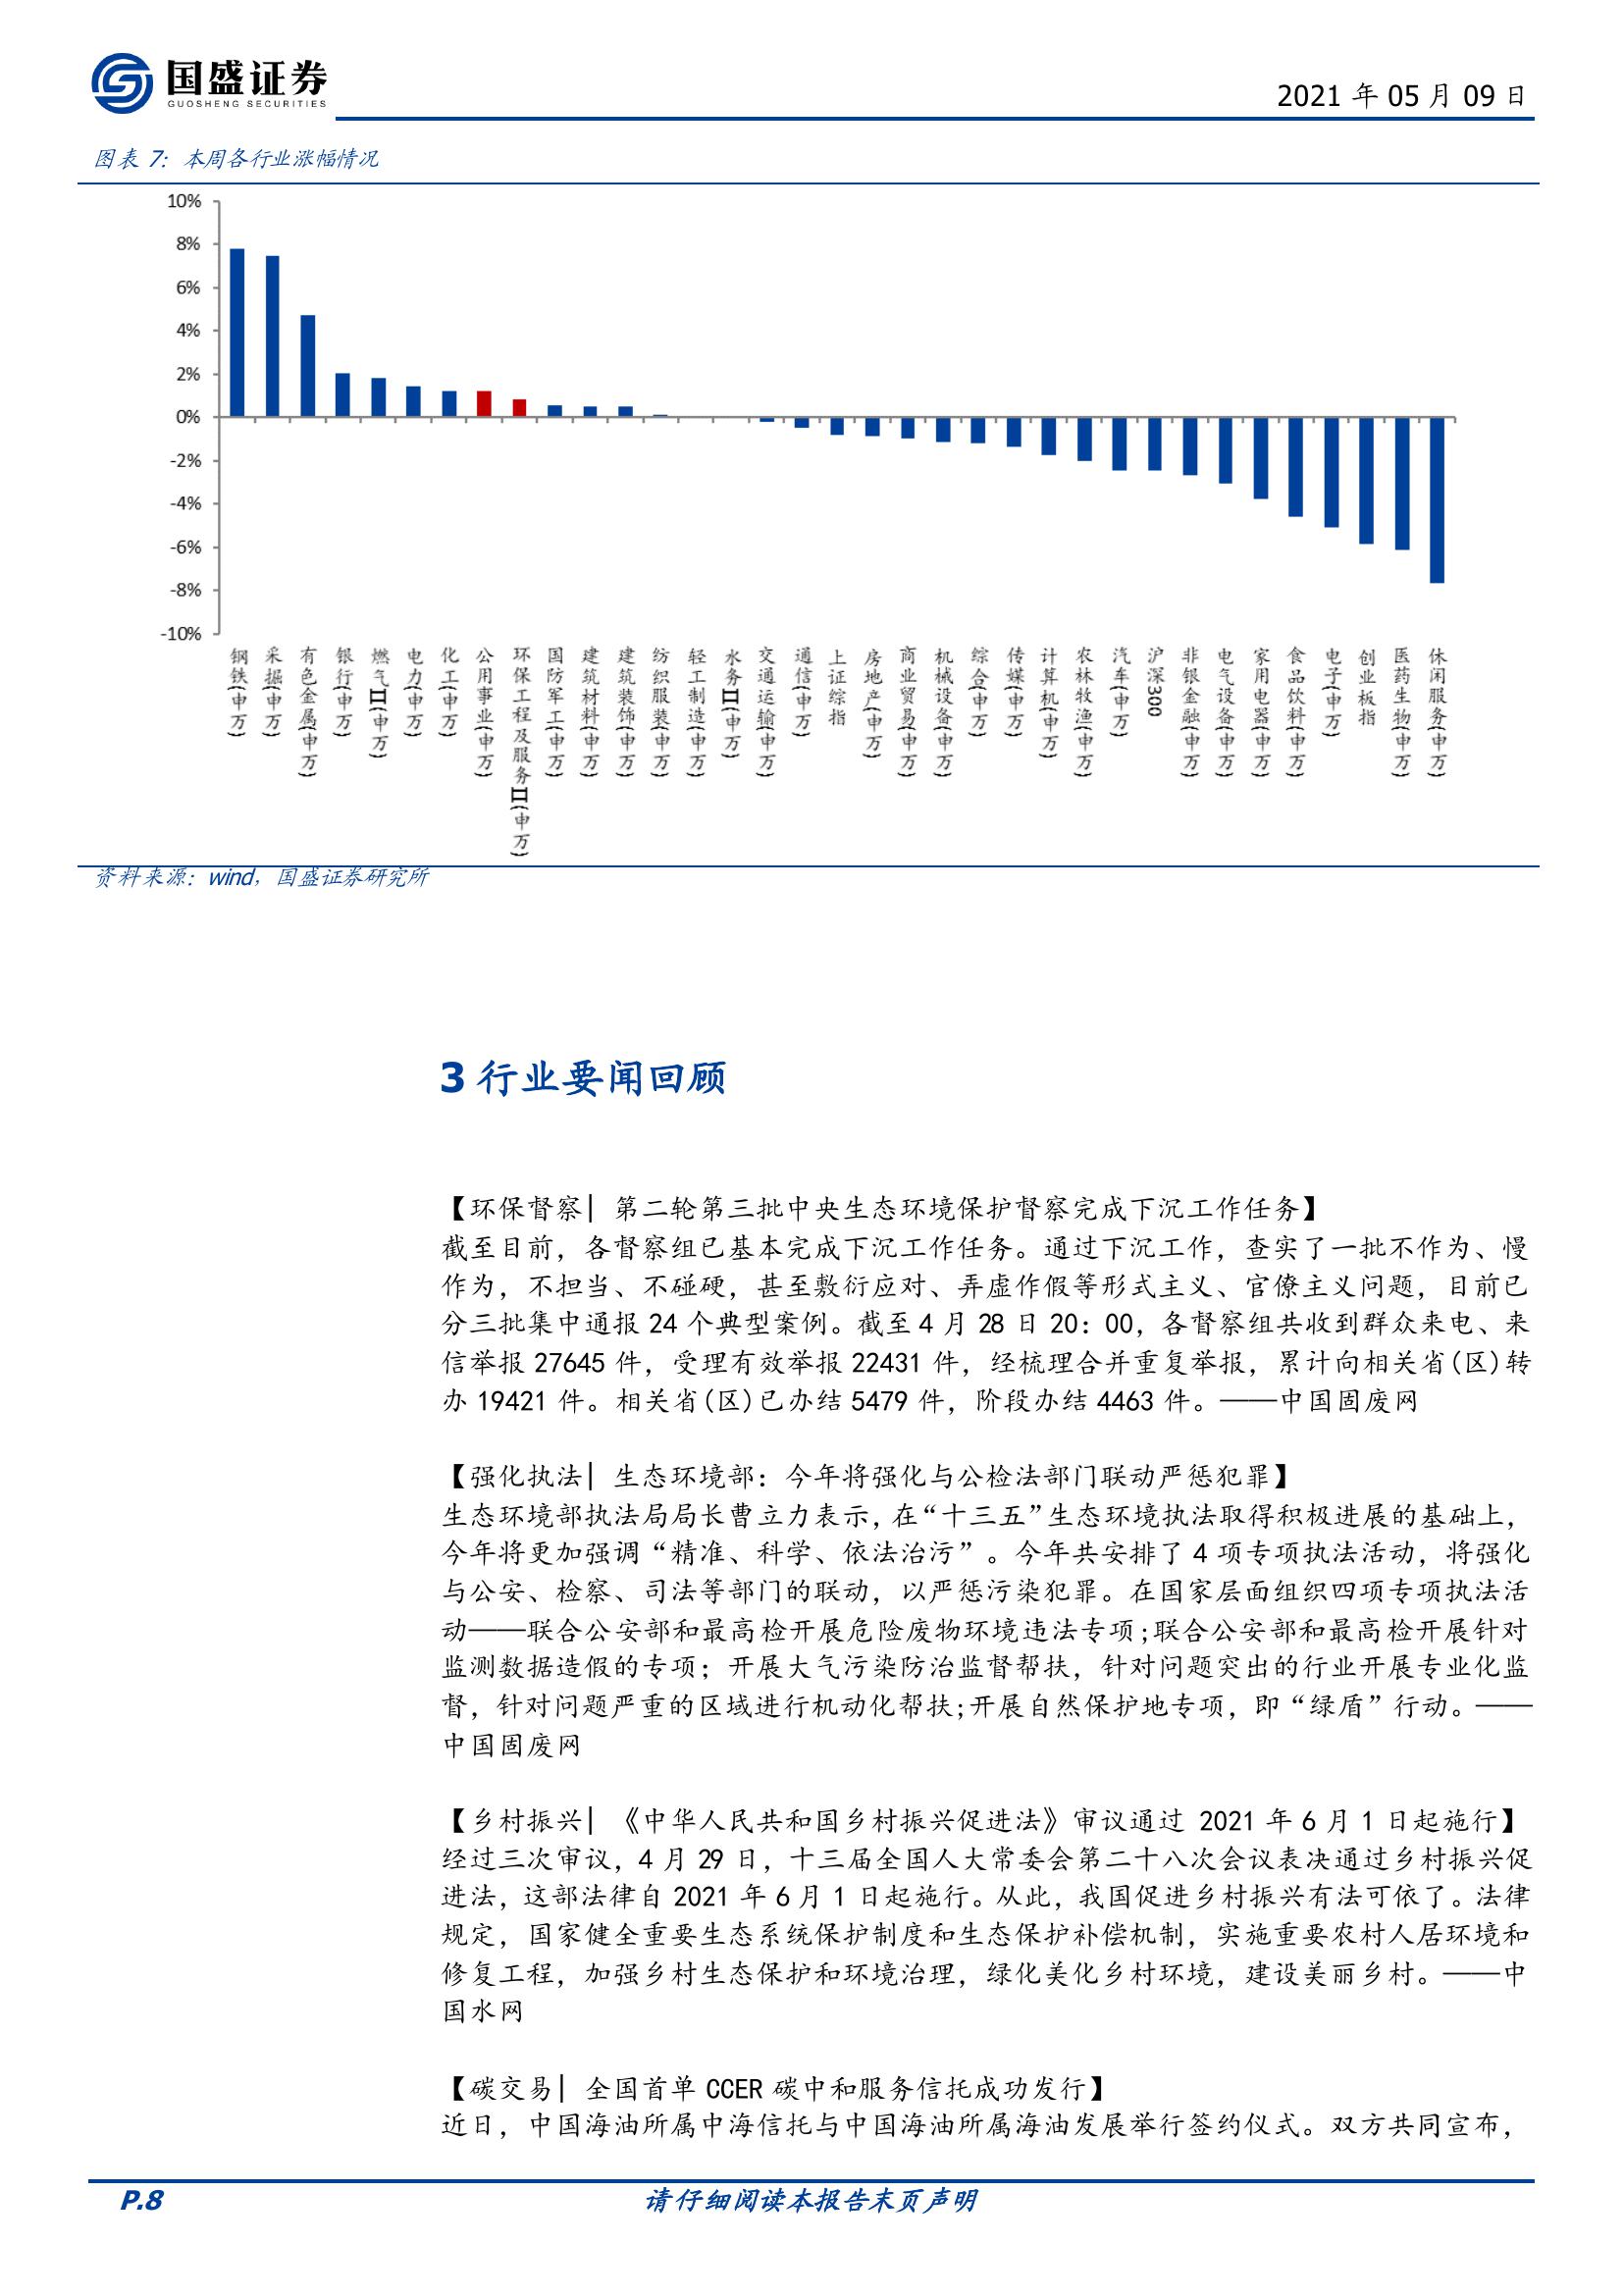 国盛证券
GUOSHENG SECURITIES
2021 年 05 月 09 日
图表 7：本周各行业涨幅情况
10%
8%
6%
4%
2%
0%
-2%
-4%
-6%
-8%
-10%
钢铁(申万)
采掘(申万)
有色金属(申万)
银行(申万)
燃气II(申万)
电力(申万)
化工(申万)
公用事业(申万)
环保工程及服务II(申万)
国防军工(申万)
建筑材料(申万)
建筑装饰(申万)
纺织服装(申万)
轻工制造(申万)
水务II(申万)
交通运输(申万)
通信(申万)
上证综指
房地产(申万)
商业贸易(申万)
机械设备(申万)
综合(申万)
传媒(申万)
计算机(申万)
农林牧渔(申万)
汽车(申万)
沪深300
非银金融(申万)
电气设备(申万)
家用电器(申万)
食品饮料(申万)
电子(申万)
创业板指
医药生物(申万)
休闲服务(申万)
资料来源：wind，国盛证券研究所
3 行业要闻回顾
【环保督察| 第二轮第三批中央生态环境保护督察完成下沉工作任务】
截至目前，各督察组已基本完成下沉工作任务。通过下沉工作，查实了一批不作为、慢
作为，不担当、不碰硬，甚至敷衍应对、弄虚作假等形式主义、官僚主义问题，目前已
分三批集中通报 24 个典型案例。截至 4 月 28 日 20：00，各督察组共收到群众来电、来
信举报 27645 件，受理有效举报 22431 件，经梳理合并重复举报，累计向相关省(区)转
办 19421 件。相关省(区)已办结 5479 件，阶段办结 4463 件。——中国固废网
【强化执法| 生态环境部：今年将强化与公检法部门联动严惩犯罪】
生态环境部执法局局长曹立力表示，在“十三五”生态环境执法取得积极进展的基础上，
今年将更加强调“精准、科学、依法治污”。今年共安排了 4 项专项执法活动，将强化
与公安、检察、司法等部门的联动，以严惩污染犯罪。在国家层面组织四项专项执法活
动——联合公安部和最高检开展危险废物环境违法专项;联合公安部和最高检开展针对
监测数据造假的专项；开展大气污染防治监督帮扶，针对问题突出的行业开展专业化监
督，针对问题严重的区域进行机动化帮扶;开展自然保护地专项，即“绿盾”行动。——
中国固废网
【乡村振兴| 《中华人民共和国乡村振兴促进法》审议通过 2021 年 6 月 1 日起施行】
经过三次审议，4 月 29 日，十三届全国人大常委会第二十八次会议表决通过乡村振兴促
进法，这部法律自 2021 年 6 月 1 日起施行。从此，我国促进乡村振兴有法可依了。法律
规定，国家健全重要生态系统保护制度和生态保护补偿机制，实施重要农村人居环境和
修复工程，加强乡村生态保护和环境治理，绿化美化乡村环境，建设美丽乡村。——中
国水网
【碳交易| 全国首单 CCER 碳中和服务信托成功发行】
近日，中国海油所属中海信托与中国海油所属海油发展举行签约仪式。双方共同宣布，
P.8
请仔细阅读本报告末页声明